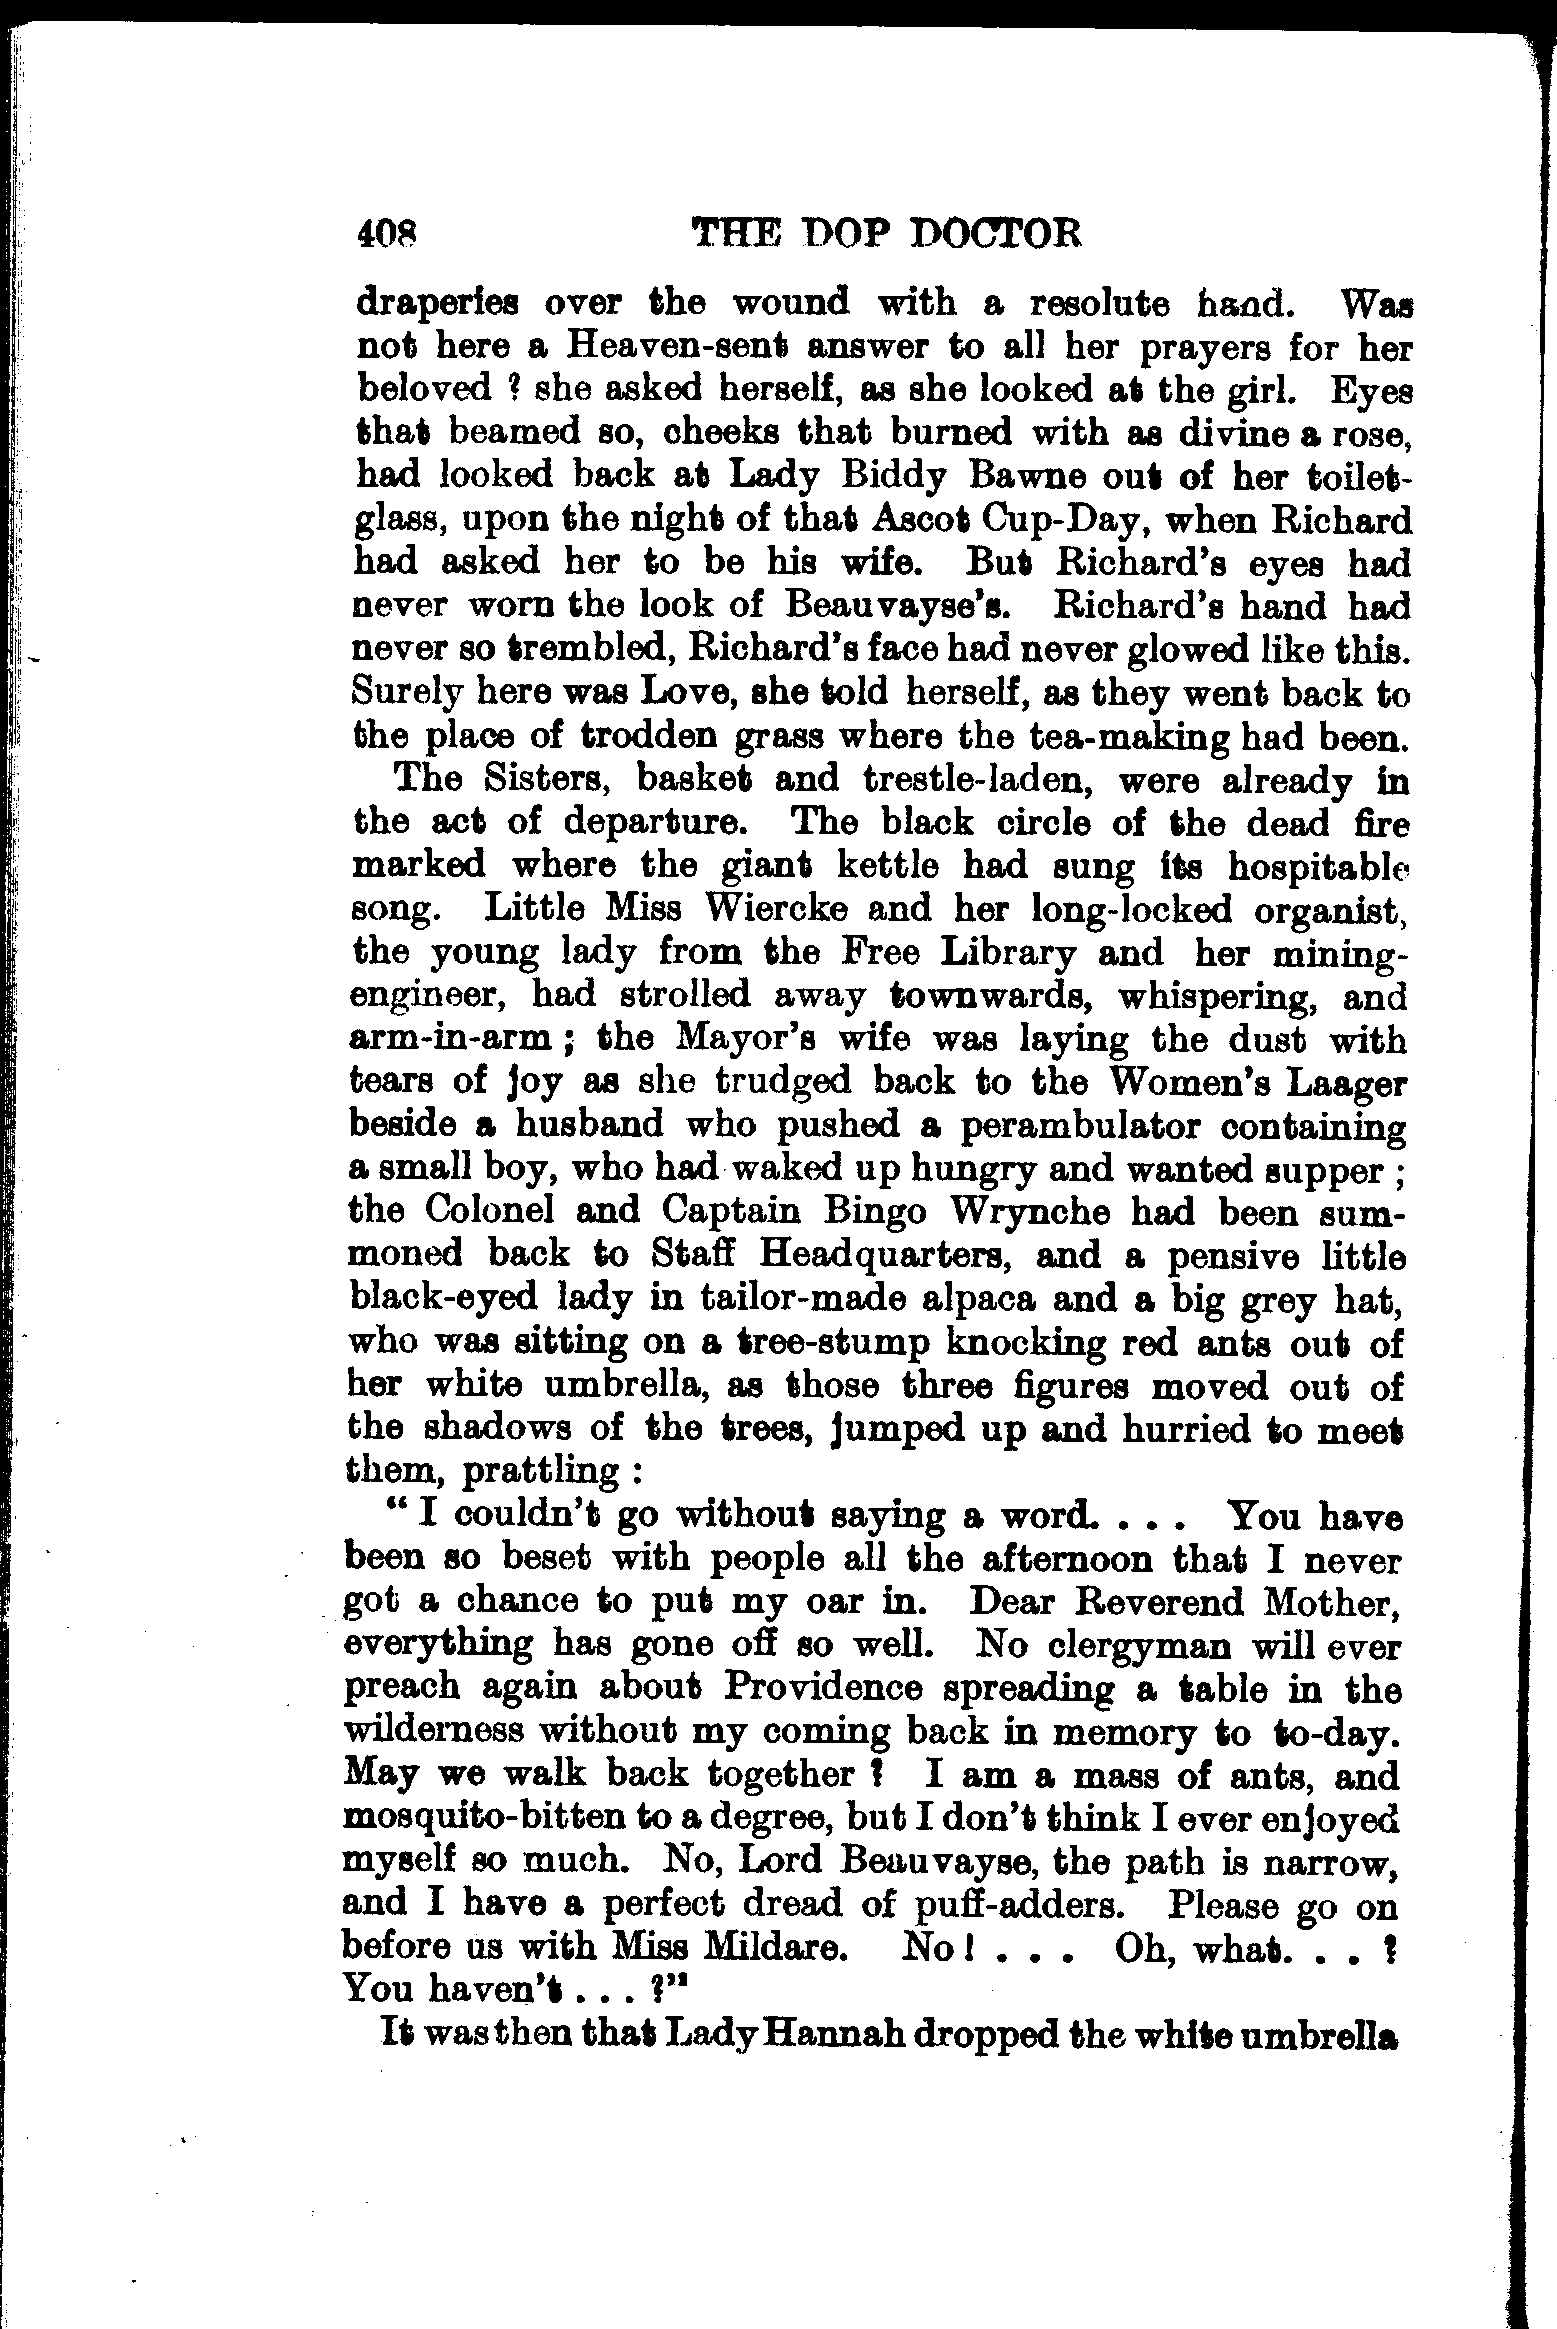 408 THE DOP DOCTOR
draperies over the wound with a resolute hand. Was
not here a Heaven-sent answer to all her prayers for her
beloved ? she asked herself, as she looked at the girl. Eyes
that beamed so, cheeks that burned with as divine a rose,
had looked back at Lady Biddy Bawne out of her toilet-
glass, upon the night of that Ascot Cup-Day, when Richard
had asked her to be his wife. But Richard's eyes had
never worn the look of Beauvayse's. Richard's hand had
never so trembled, Richard's face had never glowed like this.
Surely here was Love, she told herself, as they went back to
the place of trodden grass where the tea-making had been.
The Sisters, basket and trestle-laden, were already in
the act of departure. The black circle of the dead fire
marked where the giant kettle had sung its hospitable
song. Little Miss Wiercke and her long-locked organist,
the young lady from the Free Library and her mining-
engineer, had strolled away townwards, whispering, and
arm-in-arm ; the Mayor's wife was laying the dust with
tears of joy as she trudged back to the Women's Laager
beside a husband who pushed a perambulator containing
a small boy, who had waked up hungry and wanted supper ;
the Colonel and Captain Bingo Wrynche had been sum-
moned back to Staff Headquarters, and a pensive little
black-eyed lady in tailor-made alpaca and a big grey hat,
who was sitting on a tree-stump knocking red ants out of
her white umbrella, as those three figures moved out of
the shadows of the trees, jumped up and hurried to meet
them, prattling :
" I couldn't go without saying a word. . . . You have
been so beset with people all the afternoon that I never
got a chance to put my oar in. Dear Reverend Mother,
everything has gone off so well. No clergyman will ever
preach again about Providence spreading a table in the
wilderness without my coming back in memory to to-day.
May we walk back together ? I am a mass of ants, and
mosquito-bitten to a degree, but I don't think I ever enjoyed
myself so much. No, Lord Beauvayse, the path is narrow,
and I have a perfect dread of puff-adders. Please go on
before us with Miss Mildare. No ! . . . Oh, what. . . ?
You haven't . . . ?"
It was then that Lady Hannah dropped the white umbrella